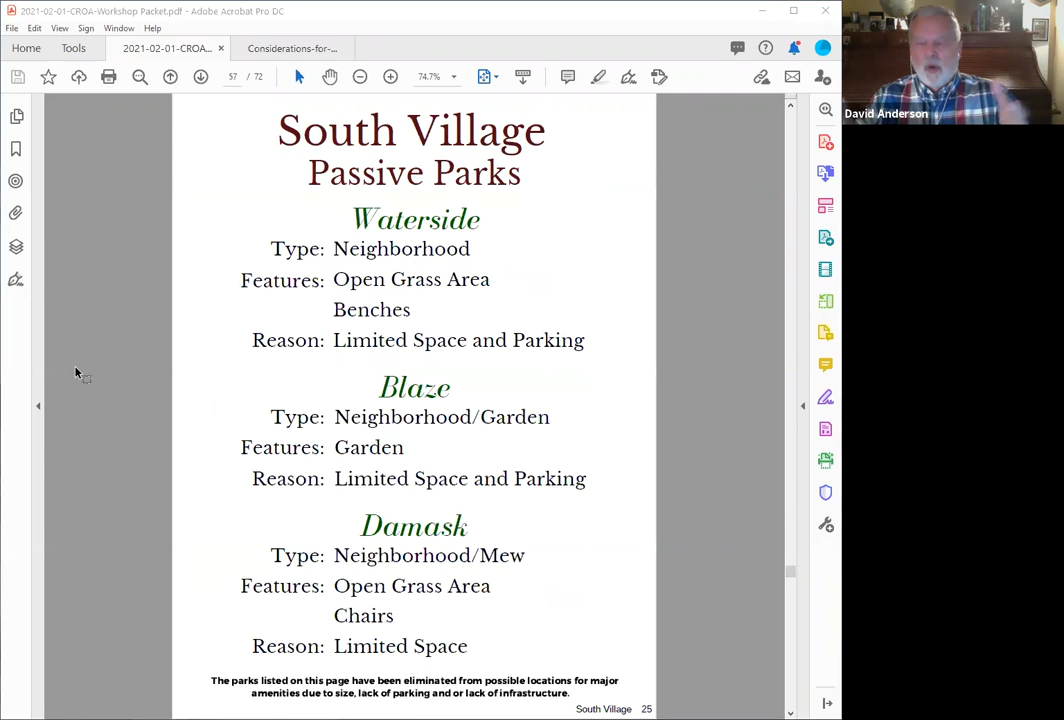 2021-02-01-CROA-Workshop Packet.pdf - Adobe Acrobat Pro DC
File Edit View Sign Window Help
Home Tools 2021-02-01-CROA... × Considerations-for-...
57 / 72 74.7%
David Anderson
South Village
Passive Parks
Waterside
Type: Neighborhood
Features: Open Grass Area
Benches
Reason: Limited Space and Parking
Blaze
Type: Neighborhood/Garden
Features: Garden
Reason: Limited Space and Parking
Damask
Type: Neighborhood/Mew
Features: Open Grass Area
Chairs
Reason: Limited Space
The parks listed on this page have been eliminated from possible locations for major
amenities due to size, lack of parking and or lack of infrastructure.
South Village 25